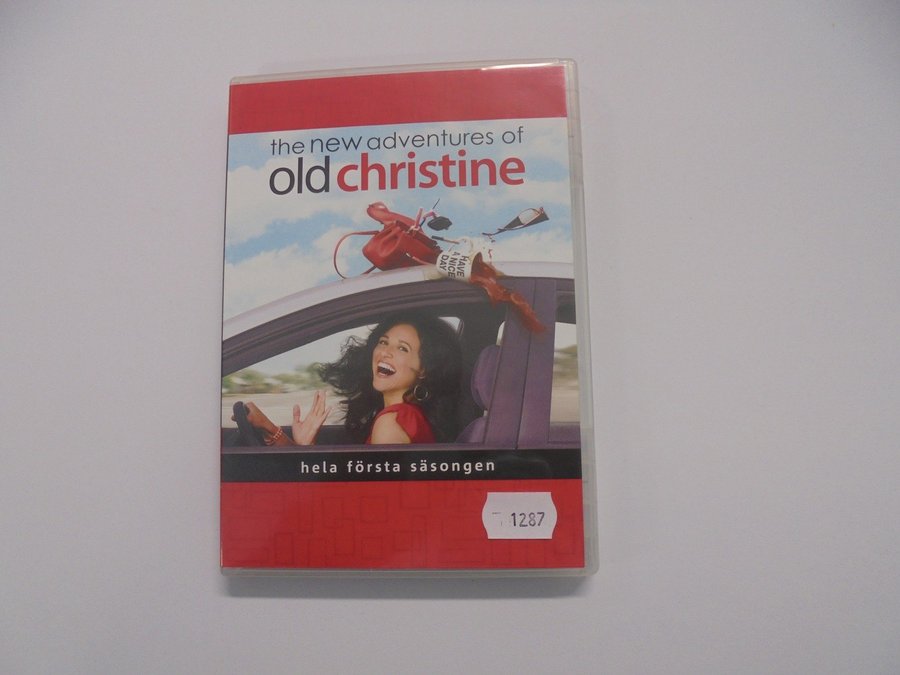 the new adventures of
old christine
HAVE
A NICE
DAY
hela första säsongen
1287